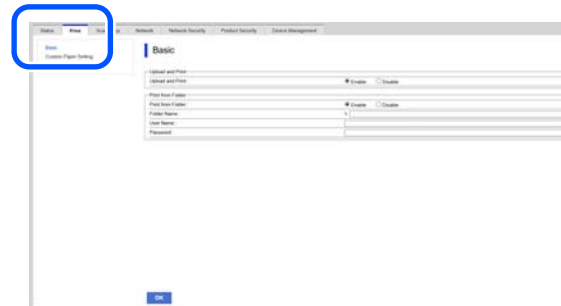 Status Print Network Network Security Product Security Device Management
Basic
Custom Paper Setting
Basic
Upload and Print
Upload and Print : Enable Disable
Print from Folder
Print from Folder : Enable Disable
Folder Name : \\
User Name :
Password :
OK